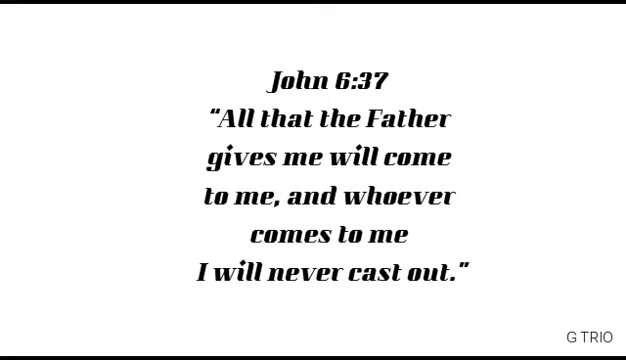 John 6:37
“All that the Father
gives me will come
to me, and whoever
comes to me
I will never cast out."
G TRIO